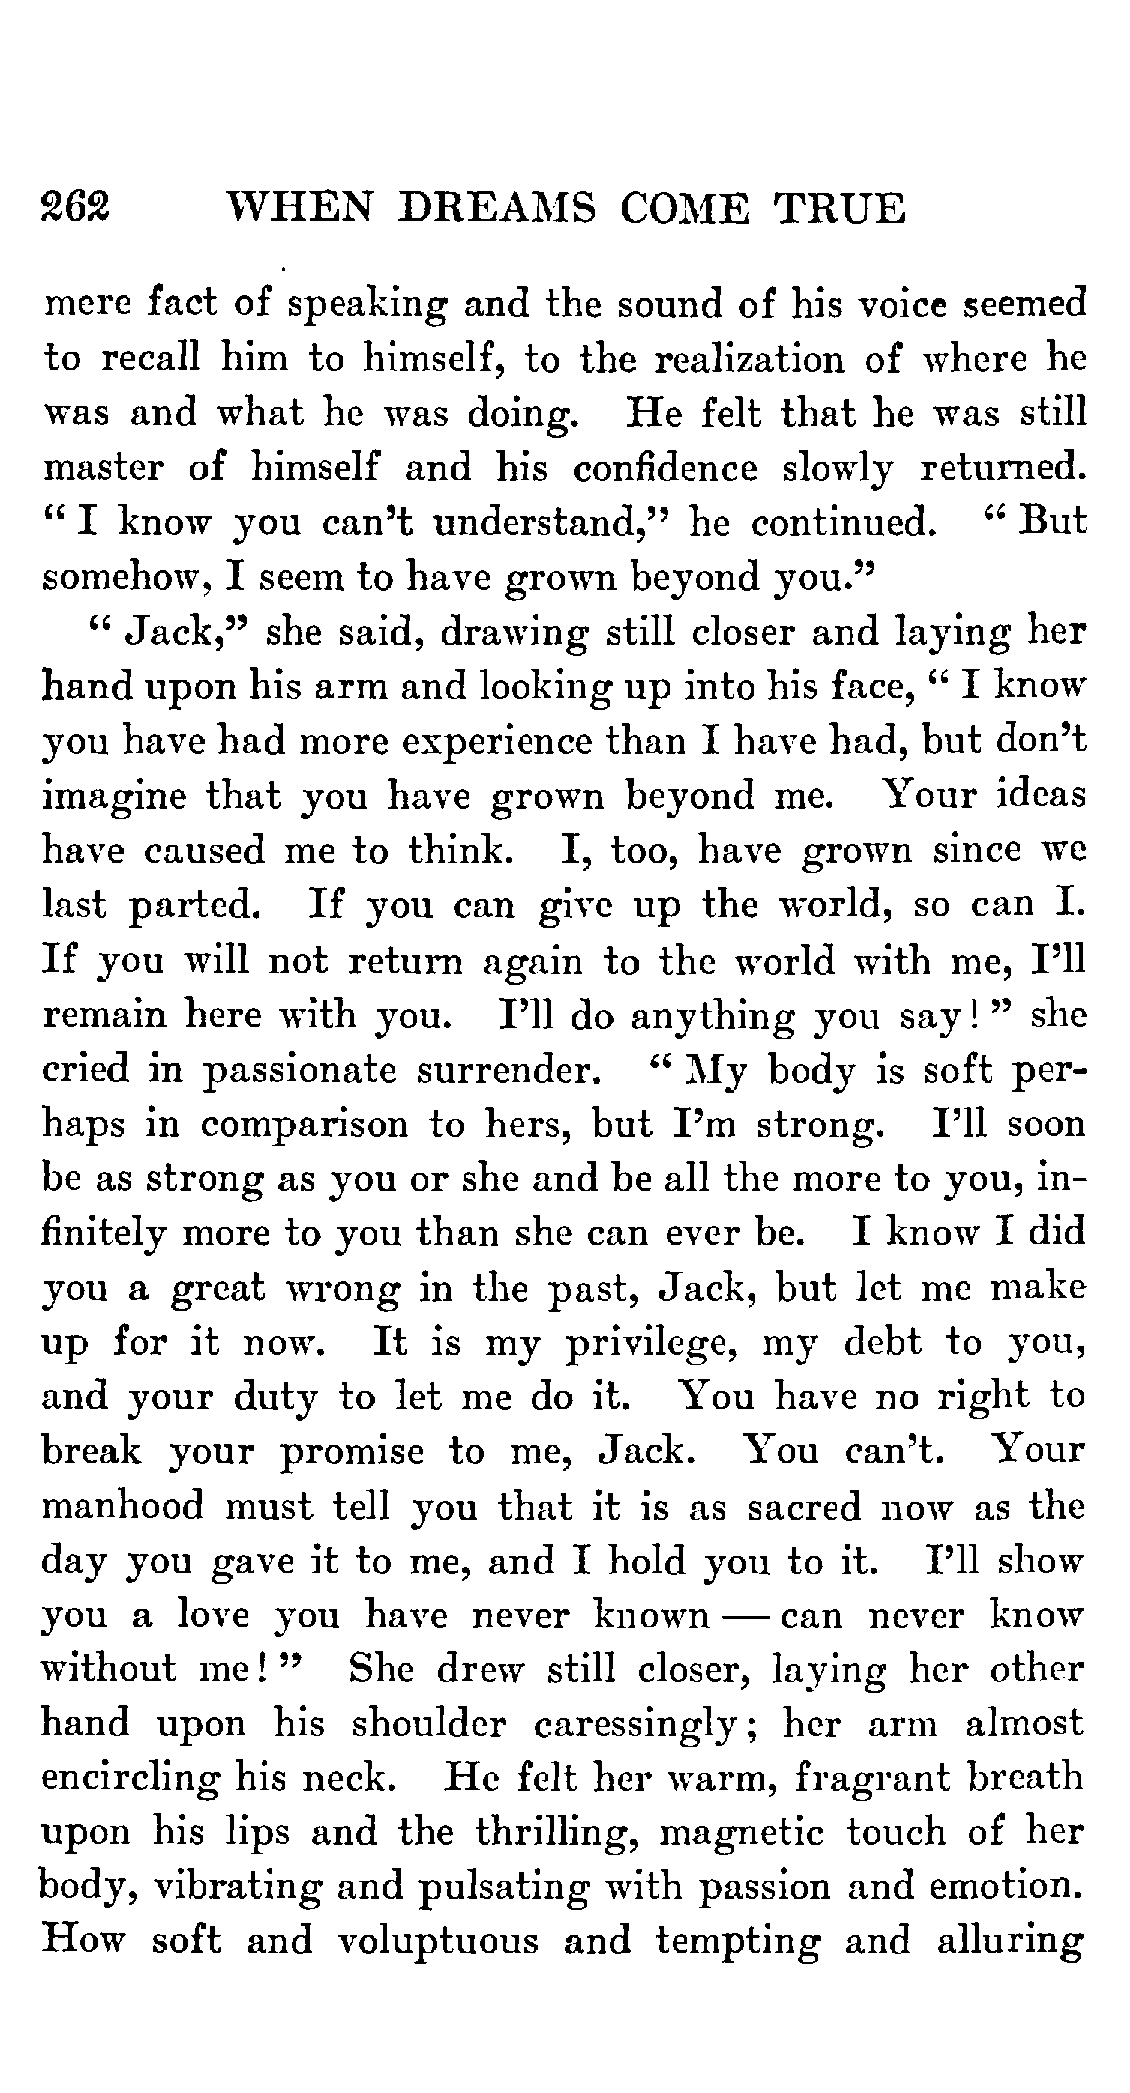 262 WHEN DREAMS COME TRUE
mere fact of speaking and the sound of his voice seemed
to recall him to himself, to the realization of where he
was and what he was doing. He felt that he was still
master of himself and his confidence slowly returned.
“ I know you can’t understand,” he continued. “ But
somehow, I seem to have grown beyond you.”
“ Jack,” she said, drawing still closer and laying her
hand upon his arm and looking up into his face, “ I know
you have had more experience than I have had, but don’t
imagine that you have grown beyond me. Your ideas
have caused me to think. I, too, have grown since we
last parted. If you can give up the world, so can I.
If you will not return again to the world with me, I’ll
remain here with you. I’ll do anything you say! ” she
cried in passionate surrender. “ My body is soft per-
haps in comparison to hers, but I’m strong. I’ll soon
be as strong as you or she and be all the more to you, in-
finitely more to you than she can ever be. I know I did
you a great wrong in the past, Jack, but let me make
up for it now. It is my privilege, my debt to you,
and your duty to let me do it. You have no right to
break your promise to me, Jack. You can’t. Your
manhood must tell you that it is as sacred now as the
day you gave it to me, and I hold you to it. I’ll show
you a love you have never known — can never know
without me! ” She drew still closer, laying her other
hand upon his shoulder caressingly; her arm almost
encircling his neck. He felt her warm, fragrant breath
upon his lips and the thrilling, magnetic touch of her
body, vibrating and pulsating with passion and emotion.
How soft and voluptuous and tempting and alluring